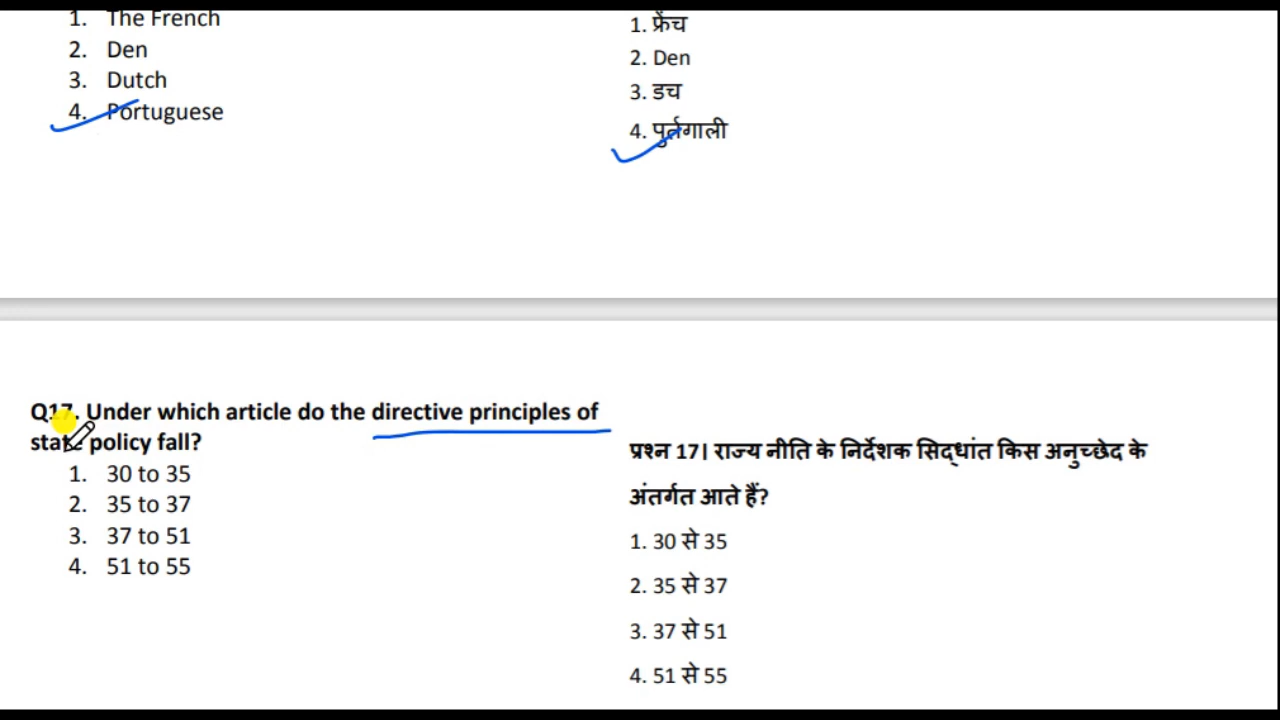 1. The French
2. Den
3. Dutch
4. Portuguese
1. फ्रेंच
2. Den
3. डच
4. पुर्तगाली
Q17. Under which article do the directive principles of
state policy fall?
1. 30 to 35
2. 35 to 37
3. 37 to 51
4. 51 to 55
प्रश्न 17। राज्य नीति के निर्देशक सिद्धांत किस अनुच्छेद के
अंतर्गत आते हैं?
1. 30 से 35
2. 35 से 37
3. 37 से 51
4. 51 से 55